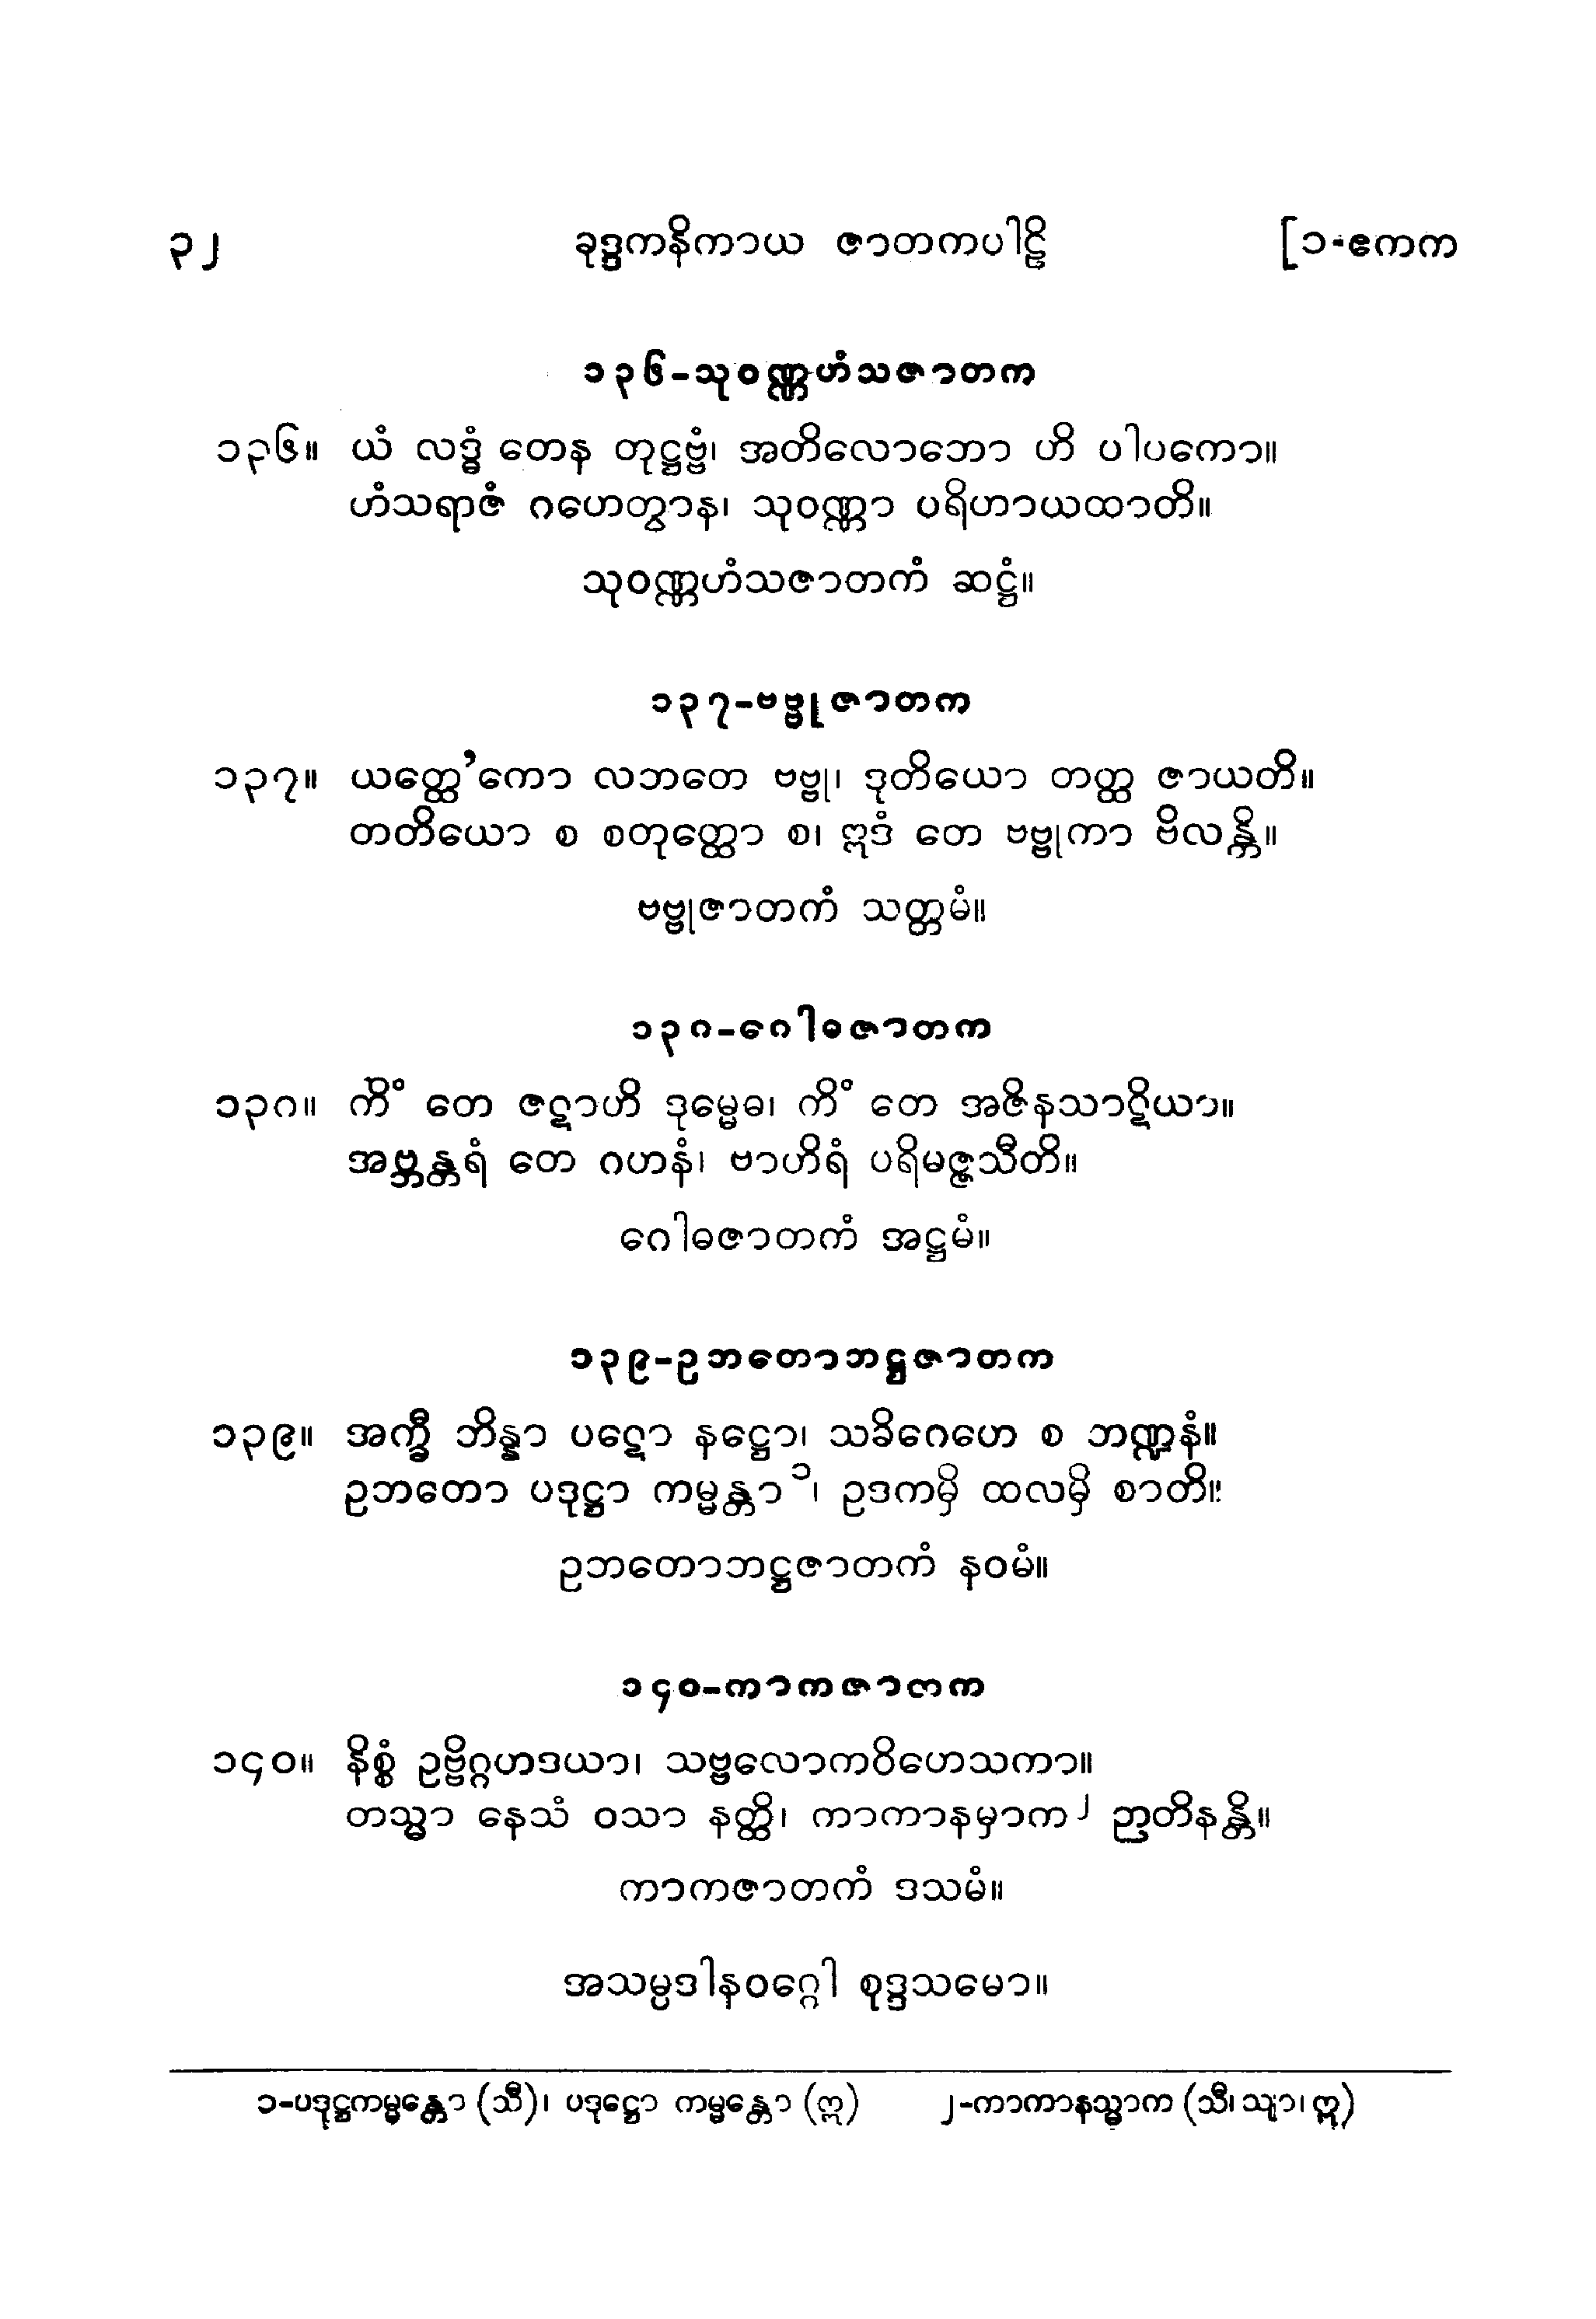 ၃၂ ခုဒ္ဒကနိကာယ ဇာတကပါဠိ [၁-ဧကက
၁၃၆-သုဝဏ္ဏဟံသဇာတက
၁၃၆။ ယံ လဒ္ဓံ တေန တုဋ္ဌဗ္ဗံ၊ အတိလောဘော ဟိ ပါပကော။
ဟံသရာဇံ ဂဟေတွာန၊ သုဝဏ္ဏာ ပရိဟာယထာတိ။
သုဝဏ္ဏဟံသဇာတကံ ဆဋ္ဌံ။
၁၃၇-ဗဗ္ဗုဇာတက
၁၃၇။ ယတ္ထေ’ကော လဘတေ ဗဗ္ဗု၊ ဒုတိယော တတ္ထ ဇာယတိ။
တတိယော စ စတုတ္ထော စ၊ ဣဒံ တေ ဗဗ္ဗုကာ ဗိလန္တိ။
ဗဗ္ဗုဇာတကံ သတ္တမံ။
၁၃၈-ဂေါဓဇာတက
၁၃၈။ ကိံ တေ ဇဋာဟိ ဒုမ္မေဓ၊ ကိံ တေ အဇိနသာဋိယာ။
အဗ္ဘန္တရံ တေ ဂဟနံ၊ ဗာဟိရံ ပရိမဇ္ဇသီတိ။
ဂေါဓဇာတကံ အဋ္ဌမံ။
၁၃၉-ဥဘတောဘဋ္ဌဇာတက
၁၃၉။ အက္ခီ ဘိန္နာ ပဋော နဋ္ဌော၊ သခိဂေဟေ စ ဘဏ္ဍနံ။
ဥဘတော ပဒုဋ္ဌာ ကမ္မန္တာ ၁၊ ဥဒကမှိ ထလမှိ စာတိ။
ဥဘတောဘဋ္ဌဇာတကံ နဝမံ။
၁၄၀-ကာကဇာတက
၁၄၀။ နိစ္စံ ဥဗ္ဗိဂ္ဂဟဒယာ၊ သဗ္ဗလောကဝိဟေသကာ။
တသ္မာ နေသံ ဝသာ နတ္ထိ၊ ကာကာနမှာက ၂ ဉာတိနန္တိ။
ကာကဇာတကံ ဒသမံ။
အသမ္ပဒါနဝဂ္ဂေါ စုဒ္ဒသမော။
၁-ပဒုဋ္ဌကမ္မန္တော (သီ)၊ ပဒုဋ္ဌော ကမ္မန္တော (ဣ) ၂-ကာကာနသ္မာက (သီ၊ သျာ၊ ဣ)